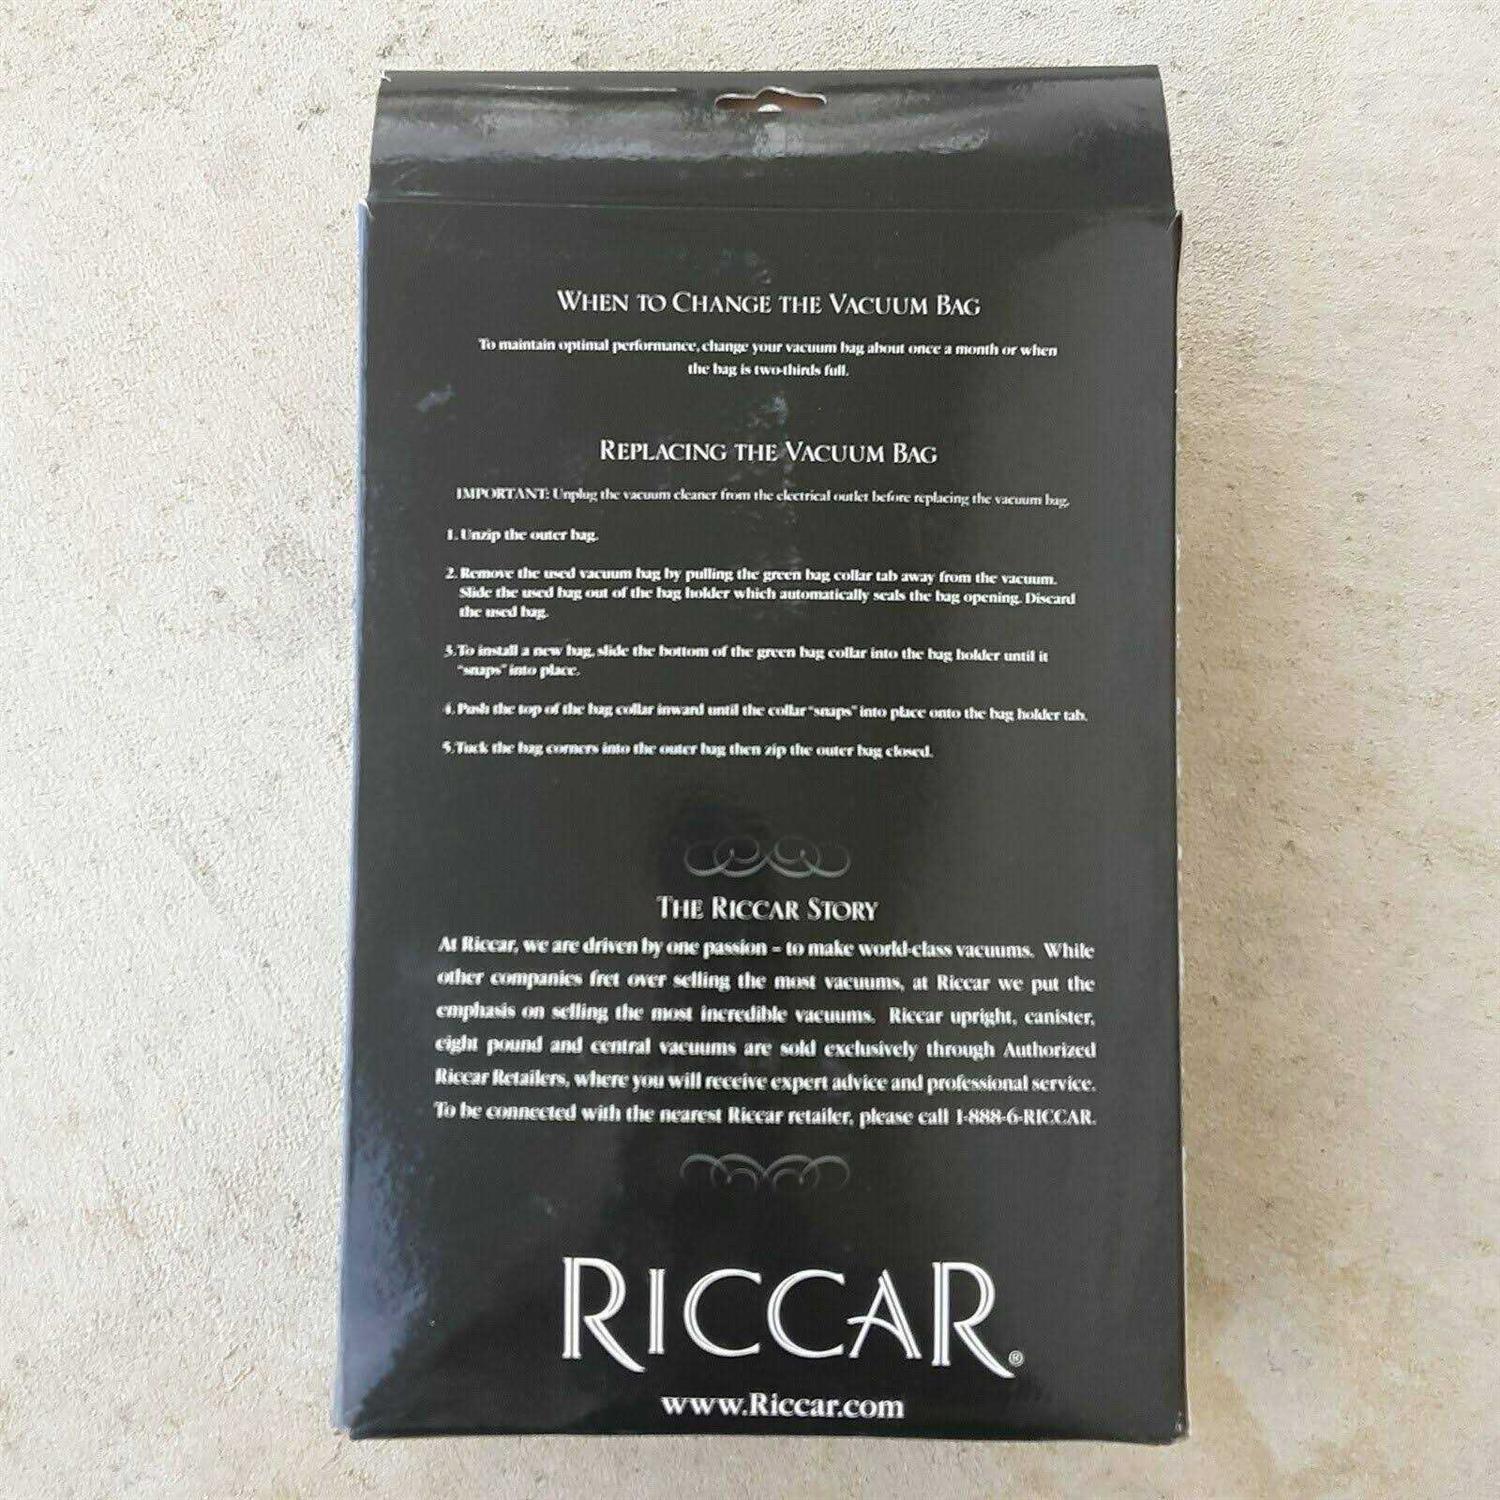 WHEN TO CHANGE THE VACUUM BAG
To maintain optimal performance, change your vacuum bag about once a month or when
the bag is two-thirds full.
REPLACING THE VACUUM BAG
IMPORTANT: Unplug the vacuum cleaner from the electrical outlet before replacing the vacuum bag.
1. Unzip the outer bag.
2. Remove the used vacuum bag by pulling the green bag collar tab away from the vacuum.
Slide the used bag out of the bag holder which automatically seals the bag opening. Discard
the used bag.
3. To install a new bag, slide the bottom of the green bag collar into the bag holder until it
"snaps" into place.
4. Push the top of the bag collar inward until the collar "snaps" into place onto the bag holder tab.
5. Tuck the bag corners into the outer bag then zip the outer bag closed.
THE RICCAR STORY
At Riccar, we are driven by one passion – to make world-class vacuums. While
other companies fret over selling the most vacuums, at Riccar we put the
emphasis on selling the most incredible vacuums. Riccar upright, canister,
eight pound and central vacuums are sold exclusively through Authorized
Riccar Retailers, where you will receive expert advice and professional service.
To be connected with the nearest Riccar retailer, please call 1-888-6-RICCAR.
RICCAR®
www.Riccar.com